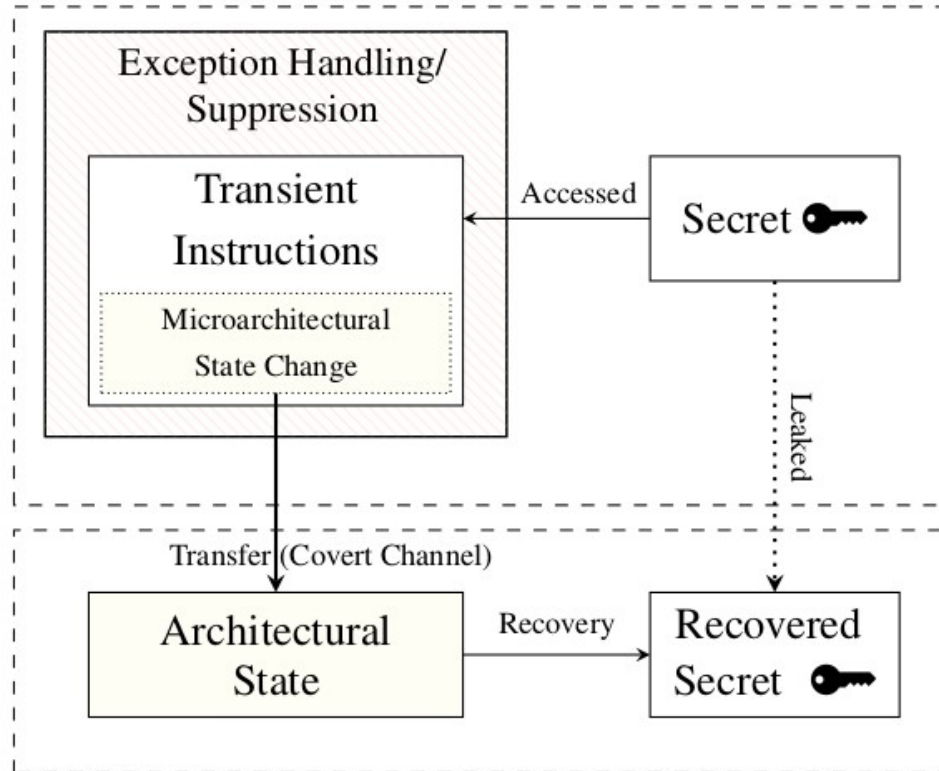 Exception Handling/
Suppression
Transient
Instructions
Microarchitectural
State Change
Accessed
Secret
Leaked
Transfer (Covert Channel)
Architectural
State
Recovery
Recovered
Secret